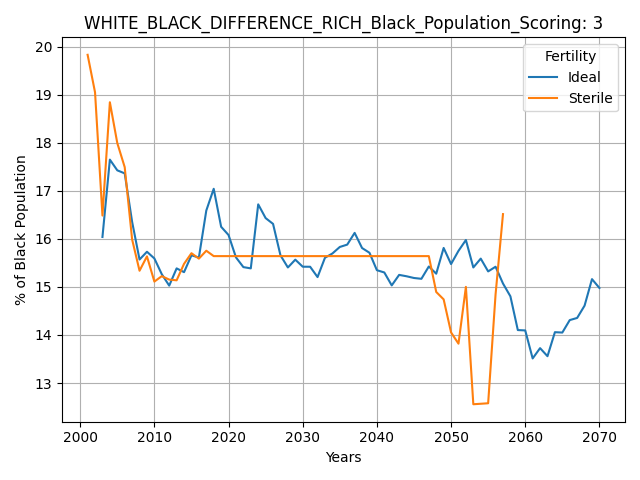 WHITE_BLACK_DIFFERENCE_RICH_Black_Population_Scoring: 3
Fertility
Ideal
Sterile
% of Black Population
20
19
18
17
16
15
14
13
2000 2010 2020 2030 2040 2050 2060 2070
Years